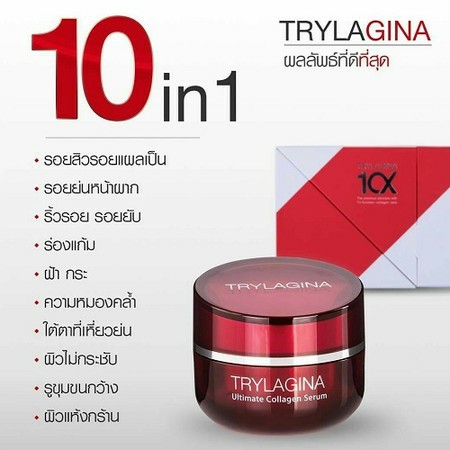 10 in 1
TRYLAGINA
ผลลัพธ์ที่ดีที่สุด
• รอยสิวรอยแผลเป็น
• รอยย่นหน้าผาก
• ริ้วรอย รอยยับ
• ร่องแก้ม
• ฝ้า กระ
• ความหมองคล้ำ
• ใต้ตาที่เหี่ยวย่น
• ผิวไม่กระชับ
• รูขุมขนกว้าง
• ผิวแห้งกร้าน
10X
TRYLAGINA
TRYLAGINA
Ultimate Collagen Serum